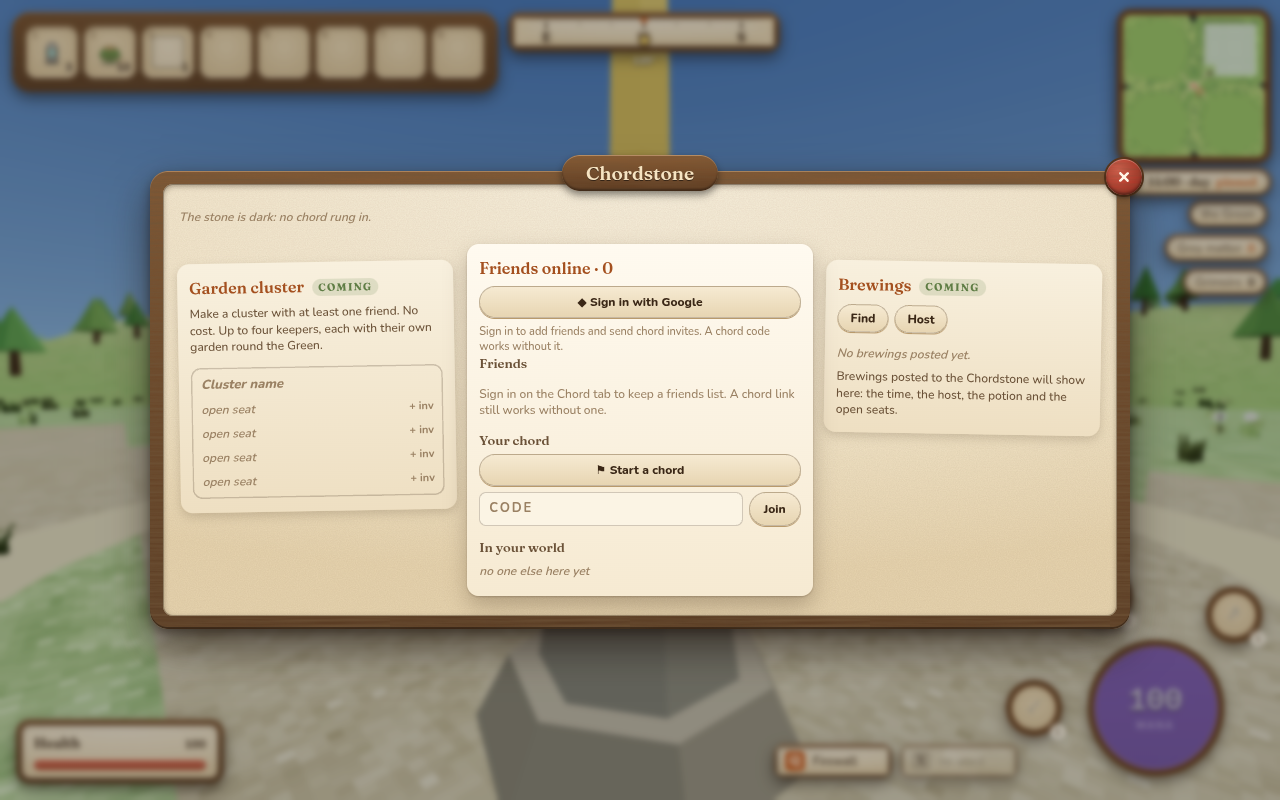 Chordstone
×
The stone is dark: no chord rung in.
Garden cluster COMING
Make a cluster with at least one friend. No
cost. Up to four keepers, each with their own
garden round the Green.
Cluster name
open seat + inv
open seat + inv
open seat + inv
open seat + inv
Friends online · 0
◆ Sign in with Google
Sign in to add friends and send chord invites. A chord code
works without it.
Friends
Sign in on the Chord tab to keep a friends list. A chord link
still works without one.
Your chord
⚑ Start a chord
CODE Join
In your world
no one else here yet
Brewings COMING
Find Host
No brewings posted yet.
Brewings posted to the Chordstone will show
here: the time, the host, the potion and the
open seats.
Health 100
100